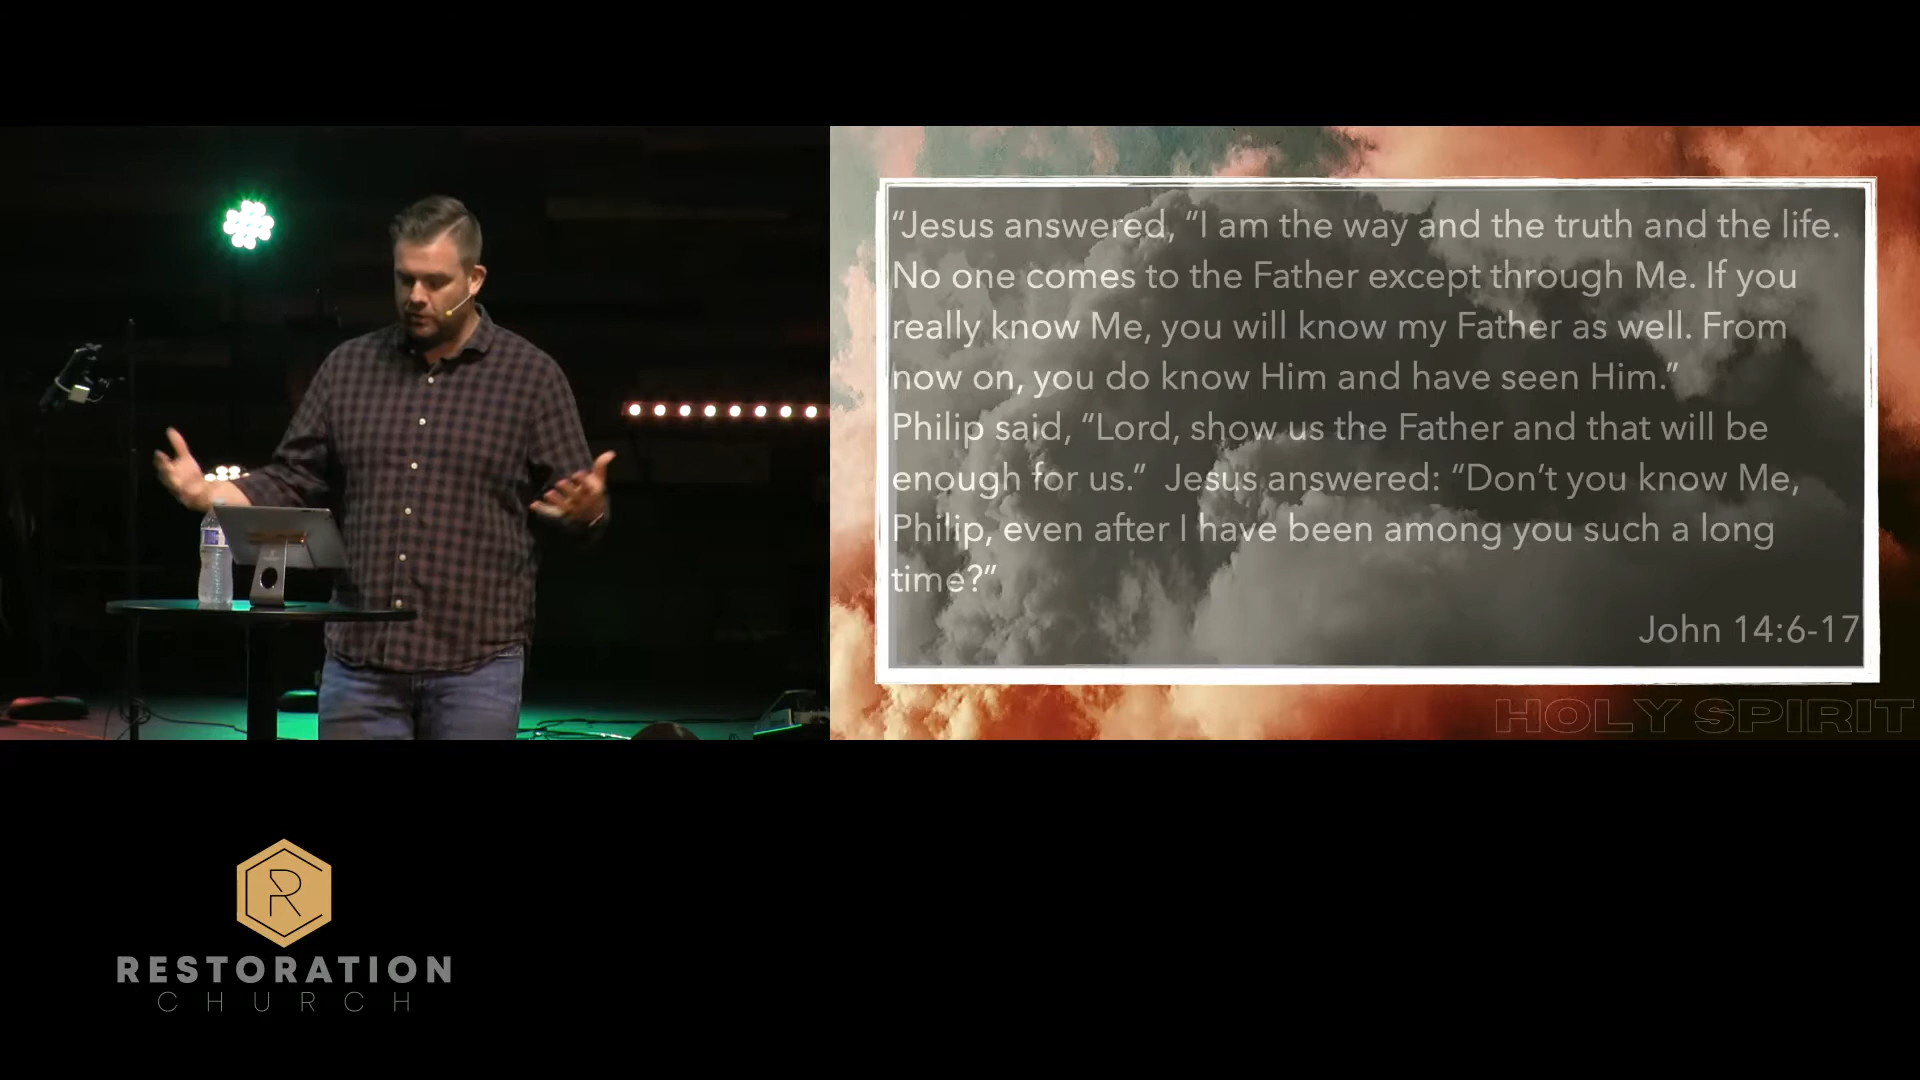 “Jesus answered, “I am the way and the truth and the life.
No one comes to the Father except through Me. If you
really know Me, you will know my Father as well. From
now on, you do know Him and have seen Him.”
Philip said, “Lord, show us the Father and that will be
enough for us.”  Jesus answered: “Don’t you know Me,
Philip, even after I have been among you such a long
time?”
John 14:6-17
HOLY SPIRIT
R
RESTORATION
CHURCH